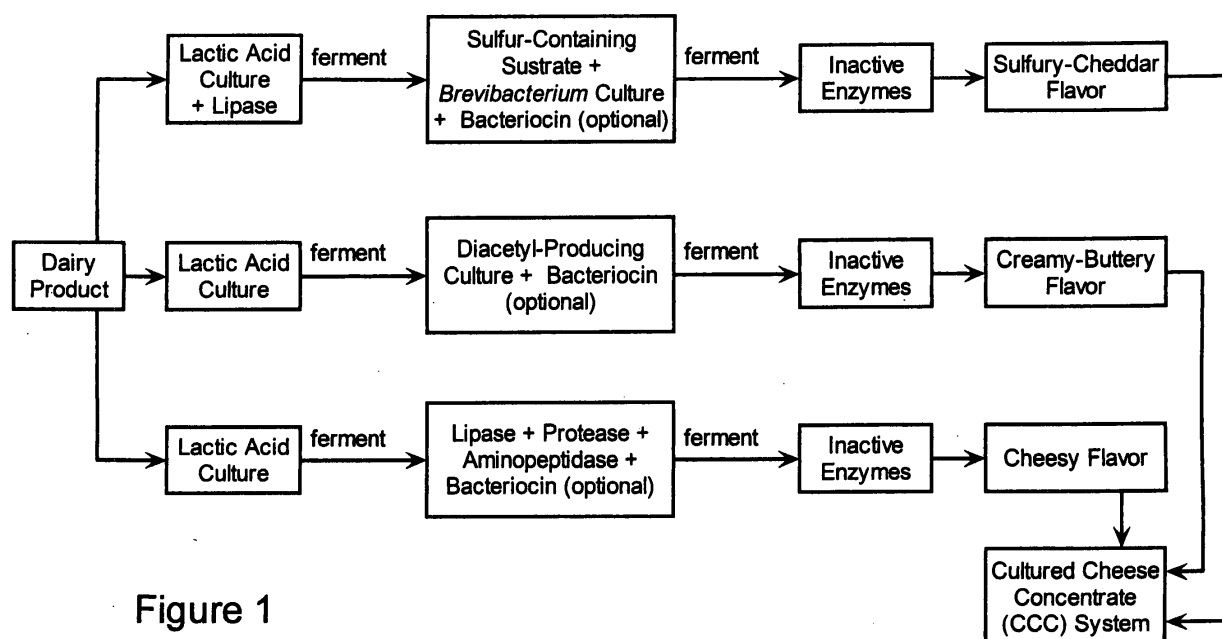 Lactic Acid
Culture
+ Lipase
ferment
Sulfur-Containing
Sustrate +
Brevibacterium Culture
+ Bacteriocin (optional)
ferment
Inactive
Enzymes
Sulfury-Cheddar
Flavor
Dairy
Product
Lactic Acid
Culture
ferment
Diacetyl-Producing
Culture + Bacteriocin
(optional)
ferment
Inactive
Enzymes
Creamy-Buttery
Flavor
Lactic Acid
Culture
ferment
Lipase + Protease +
Aminopeptidase +
Bacteriocin (optional)
ferment
Inactive
Enzymes
Cheesy Flavor
Cultured Cheese
Concentrate
(CCC) System
Figure 1